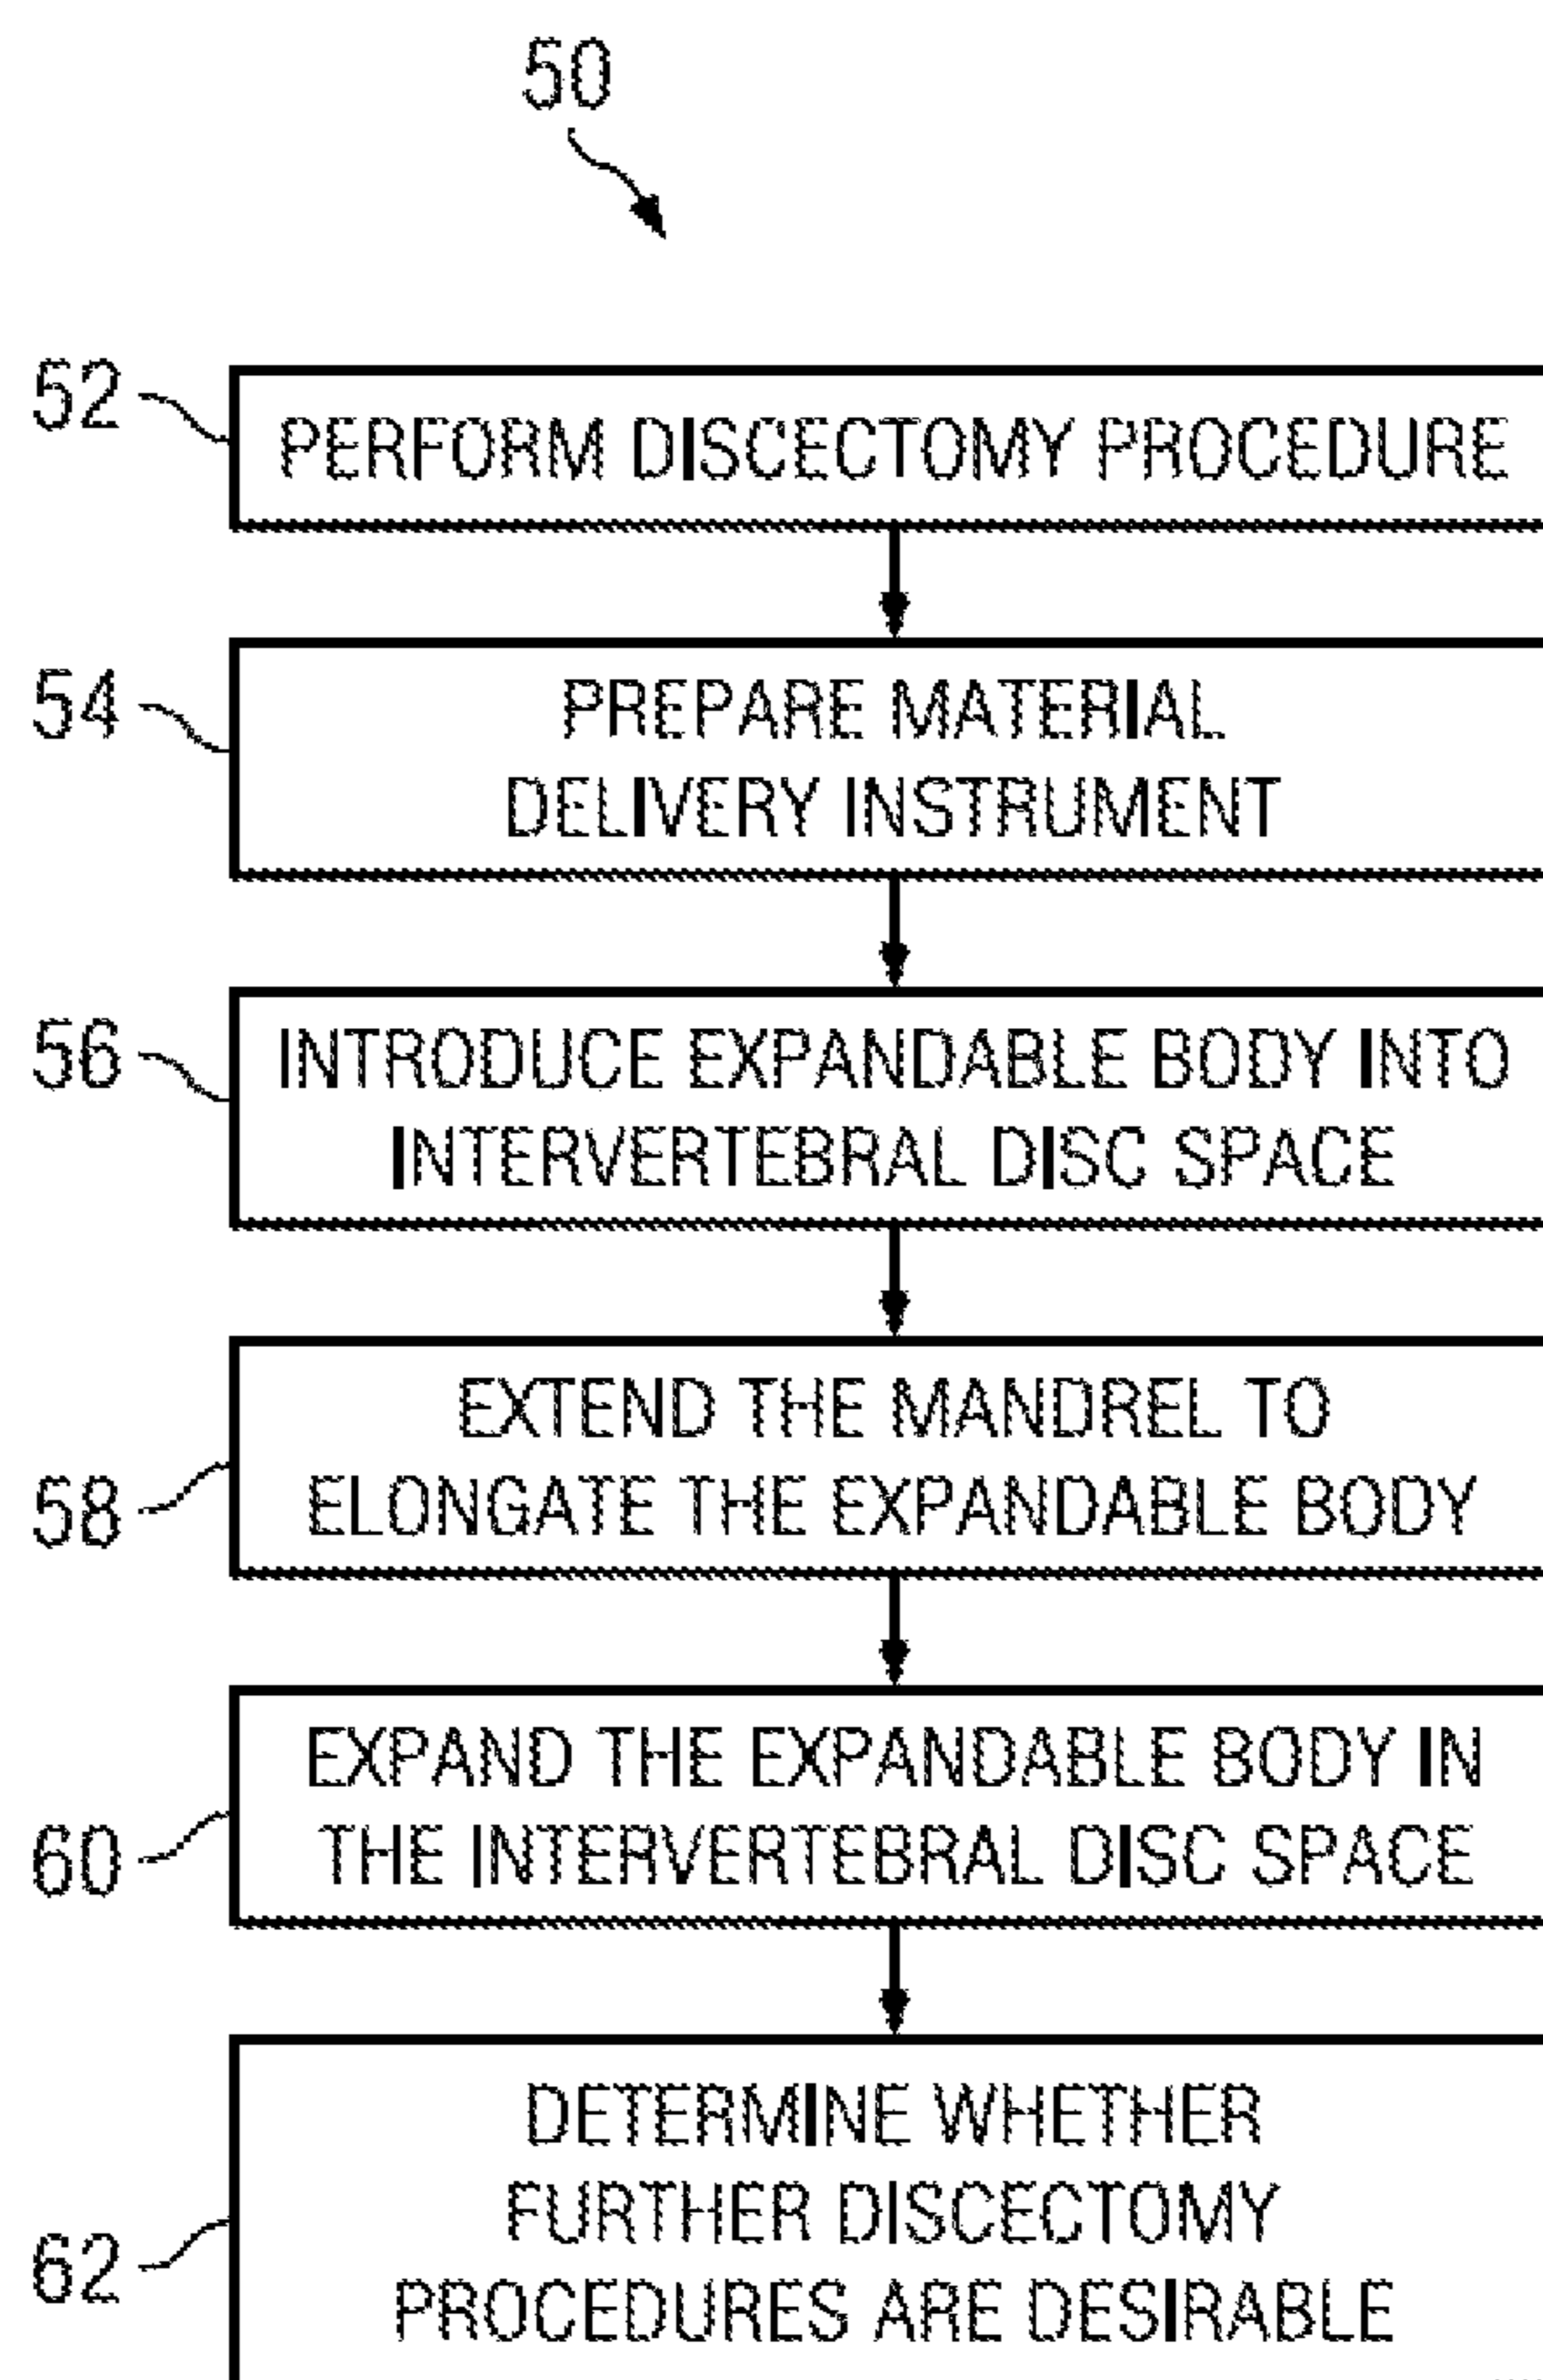 50
52
PERFORM DISCECTOMY PROCEDURE
54
PREPARE MATERIAL
DELIVERY INSTRUMENT
56
INTRODUCE EXPANDABLE BODY INTO
INTERVERTEBRAL DISC SPACE
58
EXTEND THE MANDREL TO
ELONGATE THE EXPANDABLE BODY
60
EXPAND THE EXPANDABLE BODY IN
THE INTERVERTEBRAL DISC SPACE
62
DETERMINE WHETHER
FURTHER DISCECTOMY
PROCEDURES ARE DESIRABLE